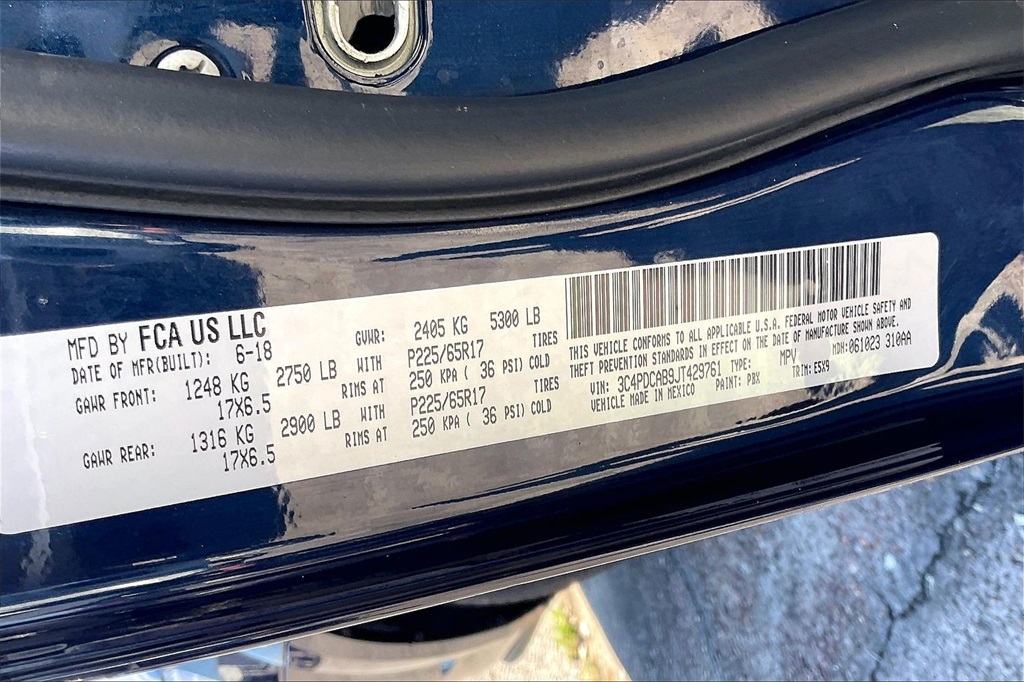 MFD BY FCA US LLC
DATE OF MFR(BUILT): 6-18 GVWR: 2405 KG 5300 LB
GAWR FRONT: 1248 KG 2750 LB WITH P225/65R17 TIRES
17X6.5 RIMS AT 250 KPA ( 36 PSI) COLD
GAWR REAR: 1316 KG 2900 LB WITH P225/65R17 TIRES
17X6.5 RIMS AT 250 KPA ( 36 PSI) COLD
THIS VEHICLE CONFORMS TO ALL APPLICABLE U.S.A. FEDERAL MOTOR VEHICLE SAFETY AND
THEFT PREVENTION STANDARDS IN EFFECT ON THE DATE OF MANUFACTURE SHOWN ABOVE.
VIN: 3C4PDCAB9JT429761 TYPE: MPV MDH: 061023 310AA
VEHICLE MADE IN MEXICO PAINT: PBX TRIM: E5X9